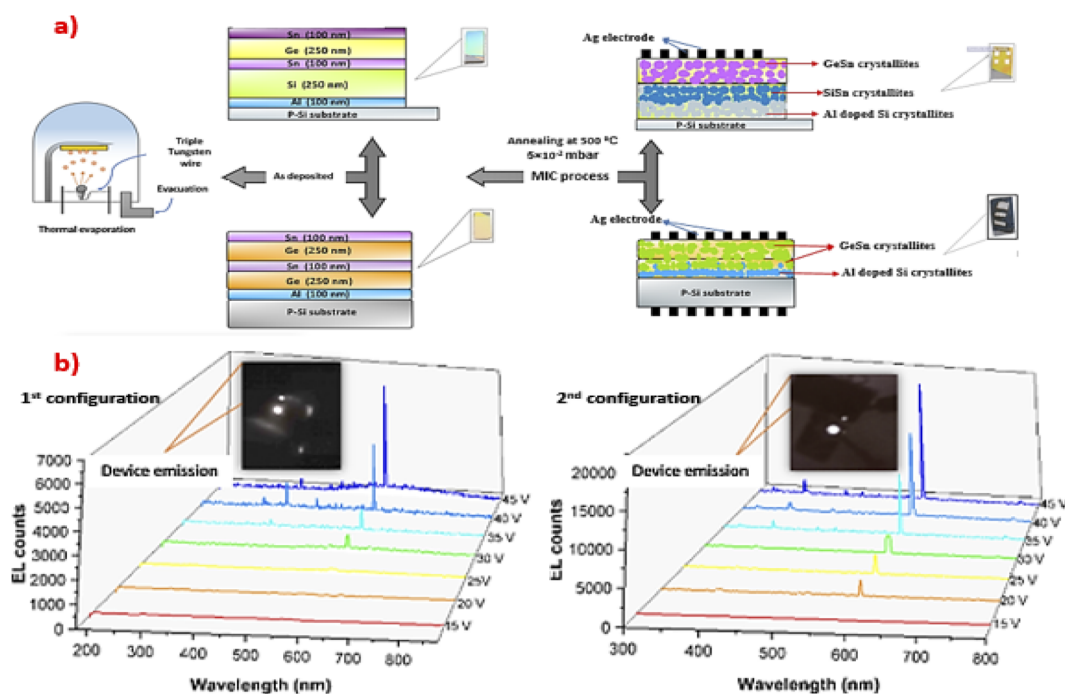 a)
Sn (100 nm)
Ge (250 nm)
Sn (100 nm)
Si (250 nm)
Al (100 nm)
P-Si substrate
Ag electrode
GeSn crystallites
SiSn crystallites
Al doped Si crystallites
P-Si substrate
Triple
Tungsten
wire
Evacuation
Thermal evaporation
As deposited
Annealing at 500 °C
5×10⁻² mbar
MIC process
Sn (100 nm)
Ge (250 nm)
Sn (100 nm)
Ge (250 nm)
Al (100 nm)
P-Si substrate
Ag electrode
GeSn crystallites
Al doped Si crystallites
P-Si substrate
b)
1st configuration
Device emission
7000
6000
5000
4000
3000
2000
1000
0
EL counts
45 V
40 V
35 V
30 V
25V
20 V
15 V
200 300 400 500 600 700 800
Wavelength (nm)
2nd configuration
Device emission
20000
15000
10000
5000
0
EL counts
45 V
40 V
35 V
30 V
25 V
20 V
15 V
300 400 500 600 700 800
Wavelength (nm)